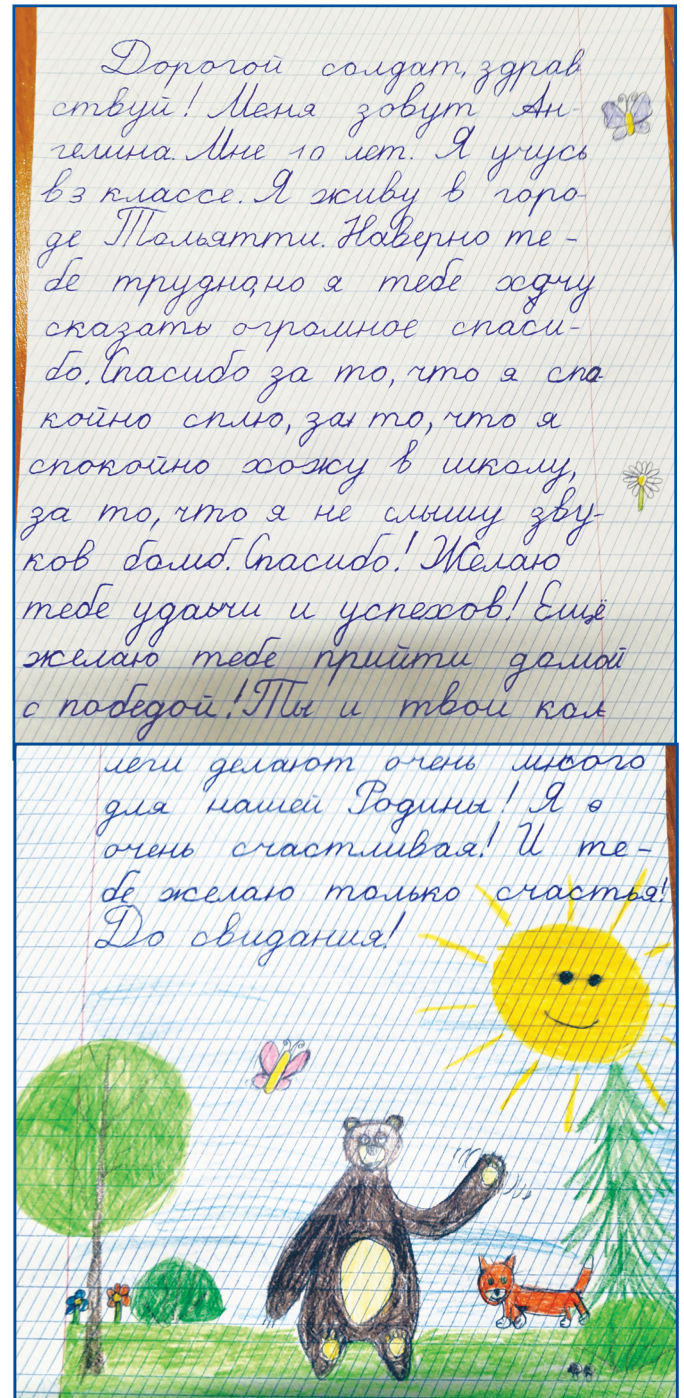 Дорогой солдат, здрав
ствуй! Меня зовут Ан-
гелина. Мне 10 лет. Я учусь
в 3 классе. Я живу в горо-
де Тольятти. Наверно те-
бе трудно, но я тебе хочу
сказать огромное спаси-
бо. Спасибо за то, что я спо-
койно сплю, за то, что я
спокойно хожу в школу,
за то, что я не слышу зву-
ков бомб. Спасибо! Желаю
тебе удачи и успехов! Ещё
желаю тебе прийти домой
с победой! Ты и твои кол
леги делают очень много
для нашей Родины! Я о
очень счастливая! И те-
бе желаю только счастья!
До свидания!